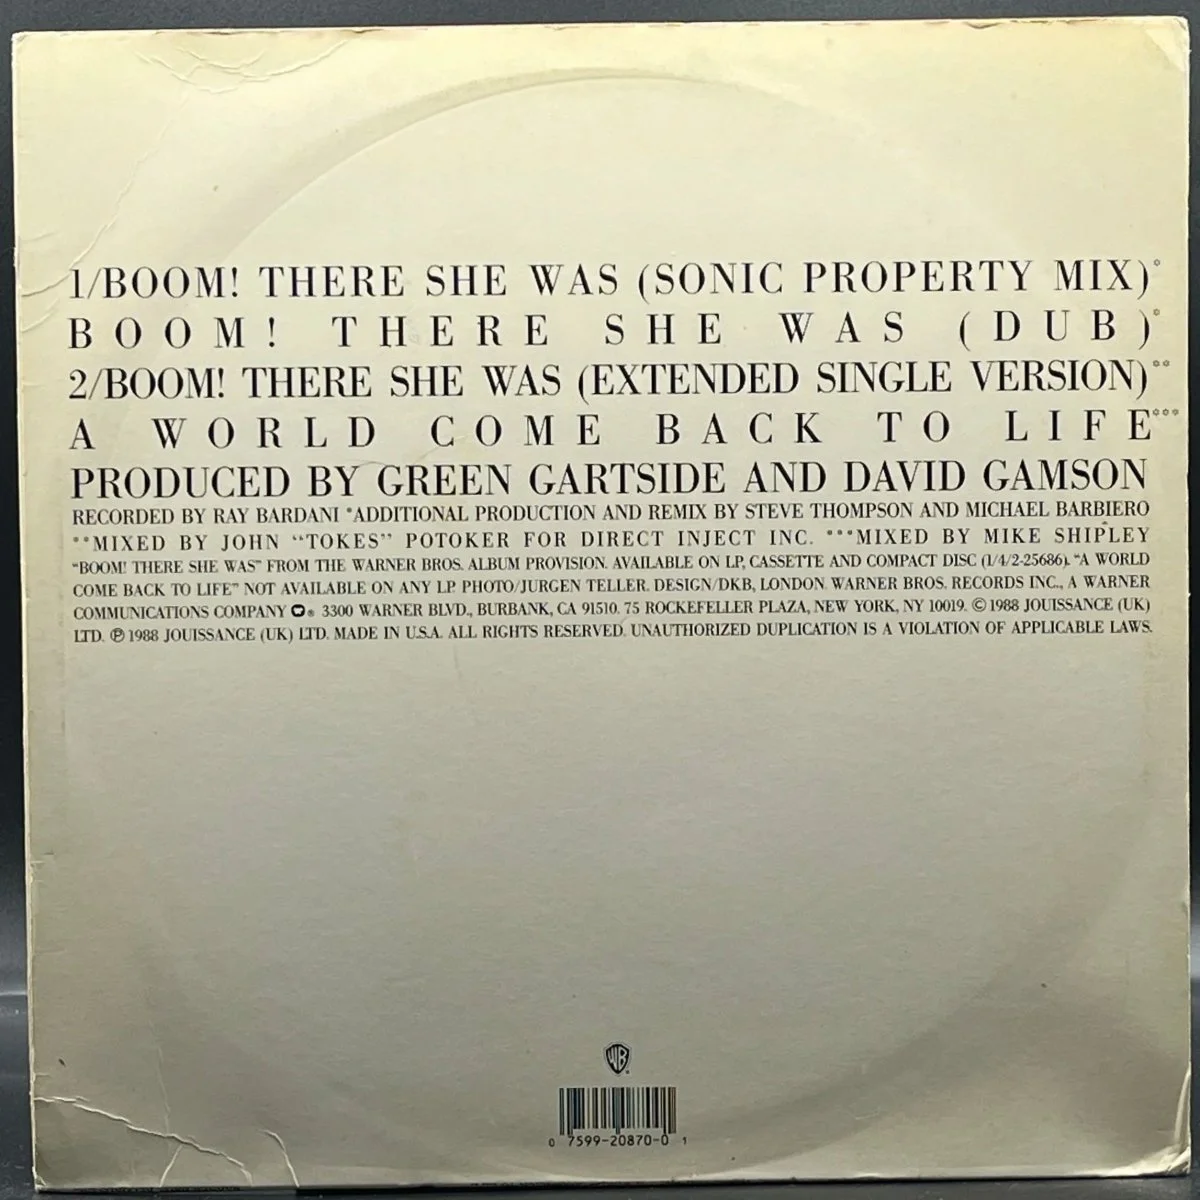 1/BOOM! THERE SHE WAS (SONIC PROPERTY MIX)*
BOOM! THERE SHE WAS (DUB)*
2/BOOM! THERE SHE WAS (EXTENDED SINGLE VERSION)**
A WORLD COME BACK TO LIFE***
PRODUCED BY GREEN GARTSIDE AND DAVID GAMSON
RECORDED BY RAY BARDANI *ADDITIONAL PRODUCTION AND REMIX BY STEVE THOMPSON AND MICHAEL BARBIERO
**MIXED BY JOHN "TOKES" POTOKER FOR DIRECT INJECT INC. ***MIXED BY MIKE SHIPLEY
"BOOM! THERE SHE WAS" FROM THE WARNER BROS. ALBUM PROVISION. AVAILABLE ON LP, CASSETTE AND COMPACT DISC (1/4/2-25686). "A WORLD
COME BACK TO LIFE" NOT AVAILABLE ON ANY LP. PHOTO/JURGEN TELLER. DESIGN/DKB, LONDON WARNER BROS. RECORDS INC., A WARNER
COMMUNICATIONS COMPANY ® 3300 WARNER BLVD., BURBANK, CA 91510. 75 ROCKEFELLER PLAZA, NEW YORK, NY 10019. © 1988 JOUISSANCE (UK)
LTD. ℗ 1988 JOUISSANCE (UK) LTD. MADE IN U.S.A. ALL RIGHTS RESERVED. UNAUTHORIZED DUPLICATION IS A VIOLATION OF APPLICABLE LAWS.
WB
0 7599-20870-0 1